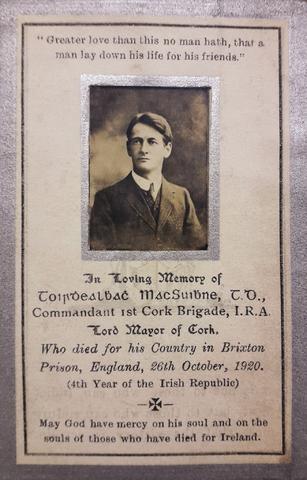 " Greater love than this no man hath, that a
man lay down his life for his friends."
In Loving Memory of
Toirdhealbhach MacSuibhne, T.D.,
Commandant 1st Cork Brigade, I.R.A.
Lord Mayor of Cork,
Who died for his Country in Brixton
Prison, England, 26th October, 1920.
(4th Year of the Irish Republic)
May God have mercy on his soul and on the
souls of those who have died for Ireland.